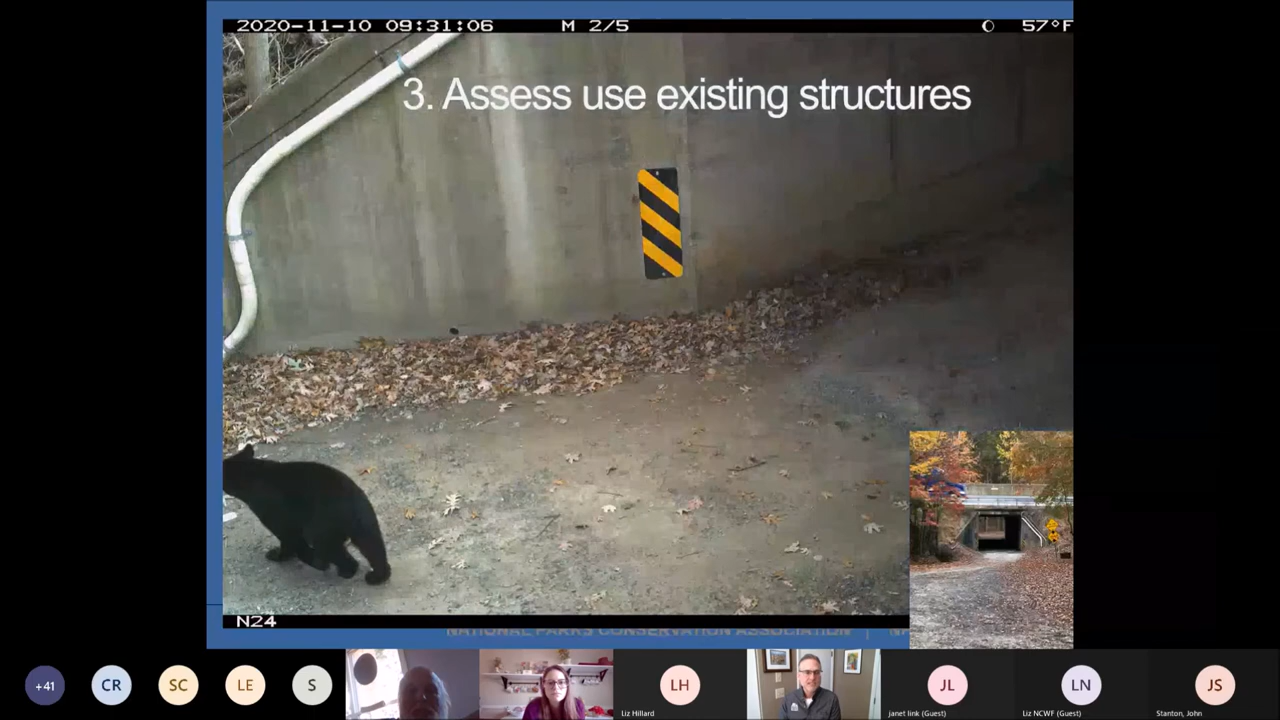 2020-11-10 09:31:06 M 2/5 57°F
3. Assess use existing structures
N24
NATIONAL PARKS CONSERVATION ASSOCIATION |
+41
CR
SC
LE
S
LH
Liz Hillard
JL
janet link (Guest)
LN
Liz NCWF (Guest)
JS
Stanton, John